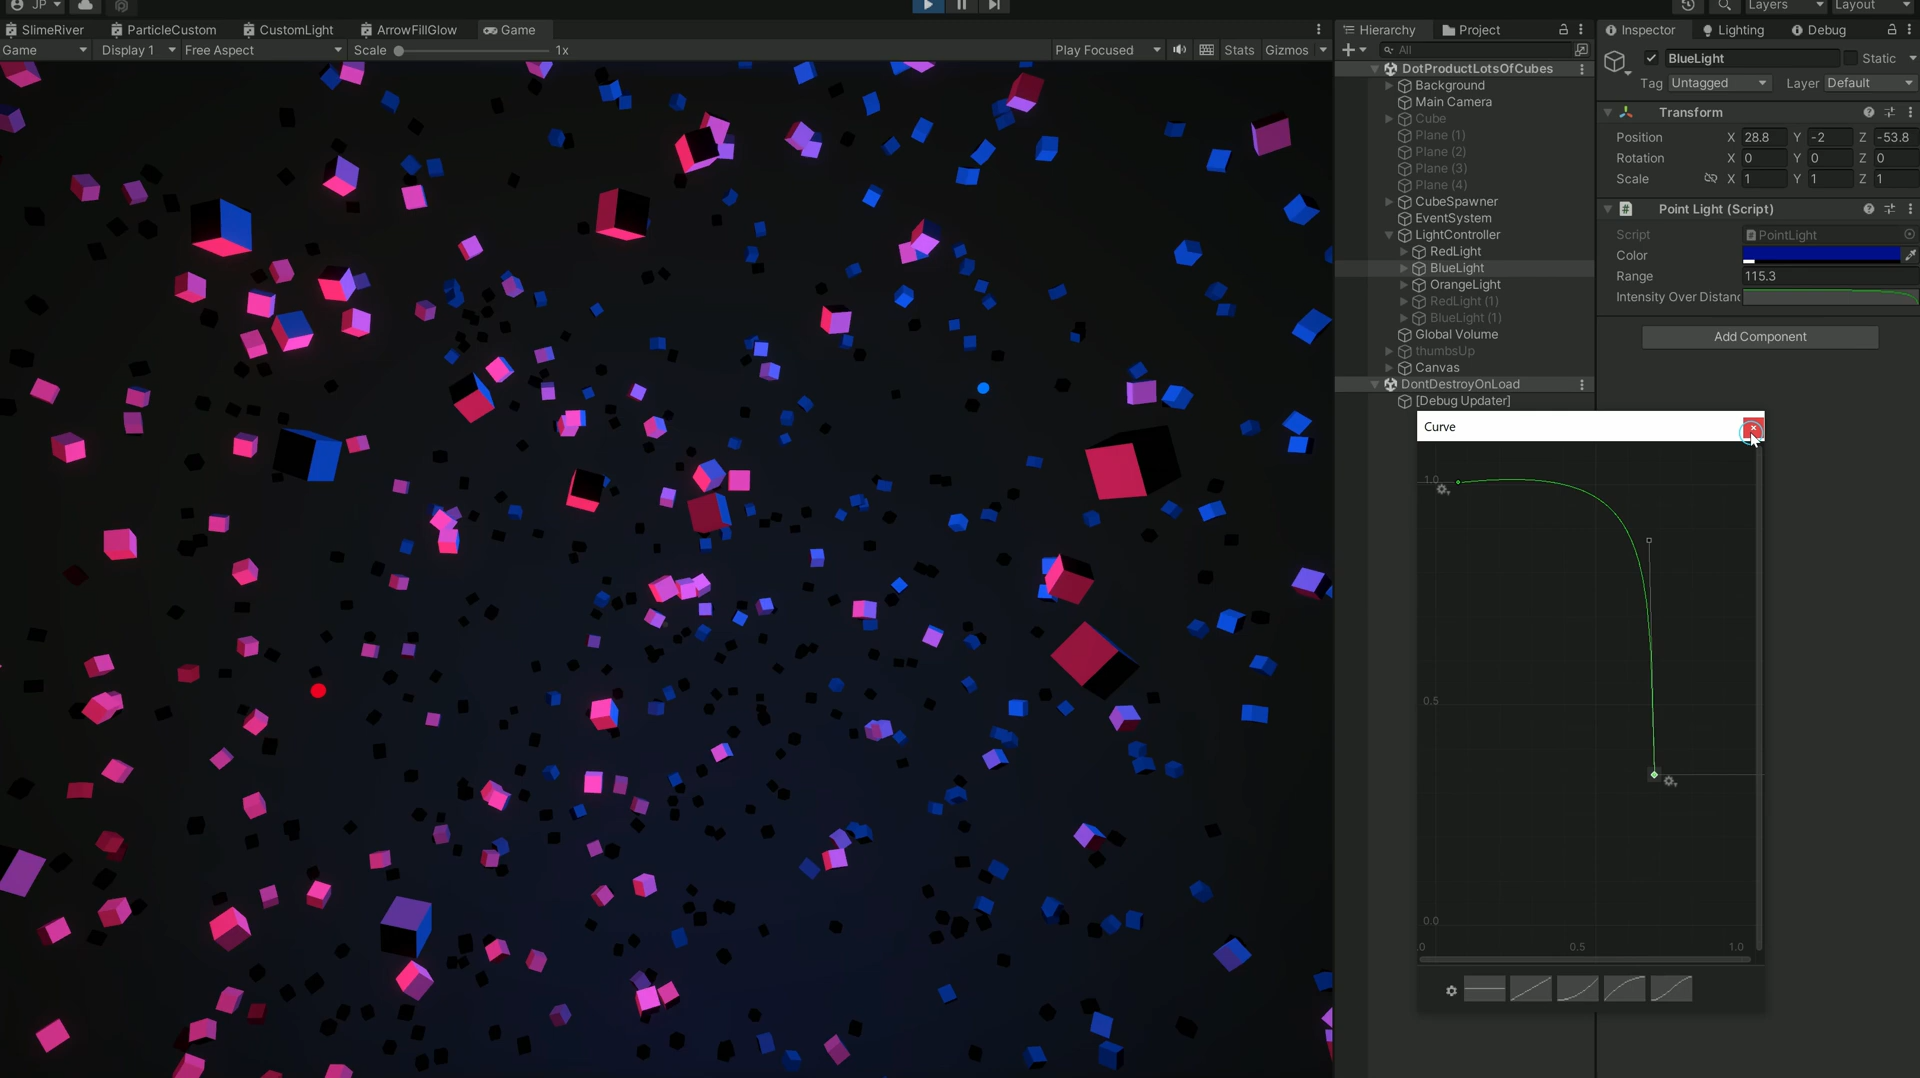 JP
Layers
Layout
SlimeRiver
ParticleCustom
CustomLight
ArrowFillGlow
Game
Game
Display 1
Free Aspect
Scale
1x
Play Focused
Stats
Gizmos
Hierarchy
Project
All
DotProductLotsOfCubes
Background
Main Camera
Cube
Plane (1)
Plane (2)
Plane (3)
Plane (4)
CubeSpawner
EventSystem
LightController
RedLight
BlueLight
OrangeLight
RedLight (1)
BlueLight (1)
Global Volume
thumbsUp
Canvas
DontDestroyOnLoad
[Debug Updater]
Inspector
Lighting
Debug
BlueLight
Static
Tag Untagged Layer Default
Transform
Position X 28.8 Y -2 Z -53.8
Rotation X 0 Y 0 Z 0
Scale X 1 Y 1 Z 1
# Point Light (Script)
Script PointLight
Color
Range 115.3
Intensity Over Distanc
Add Component
Curve
1.0
0.5
0.0
.0 0.5 1.0